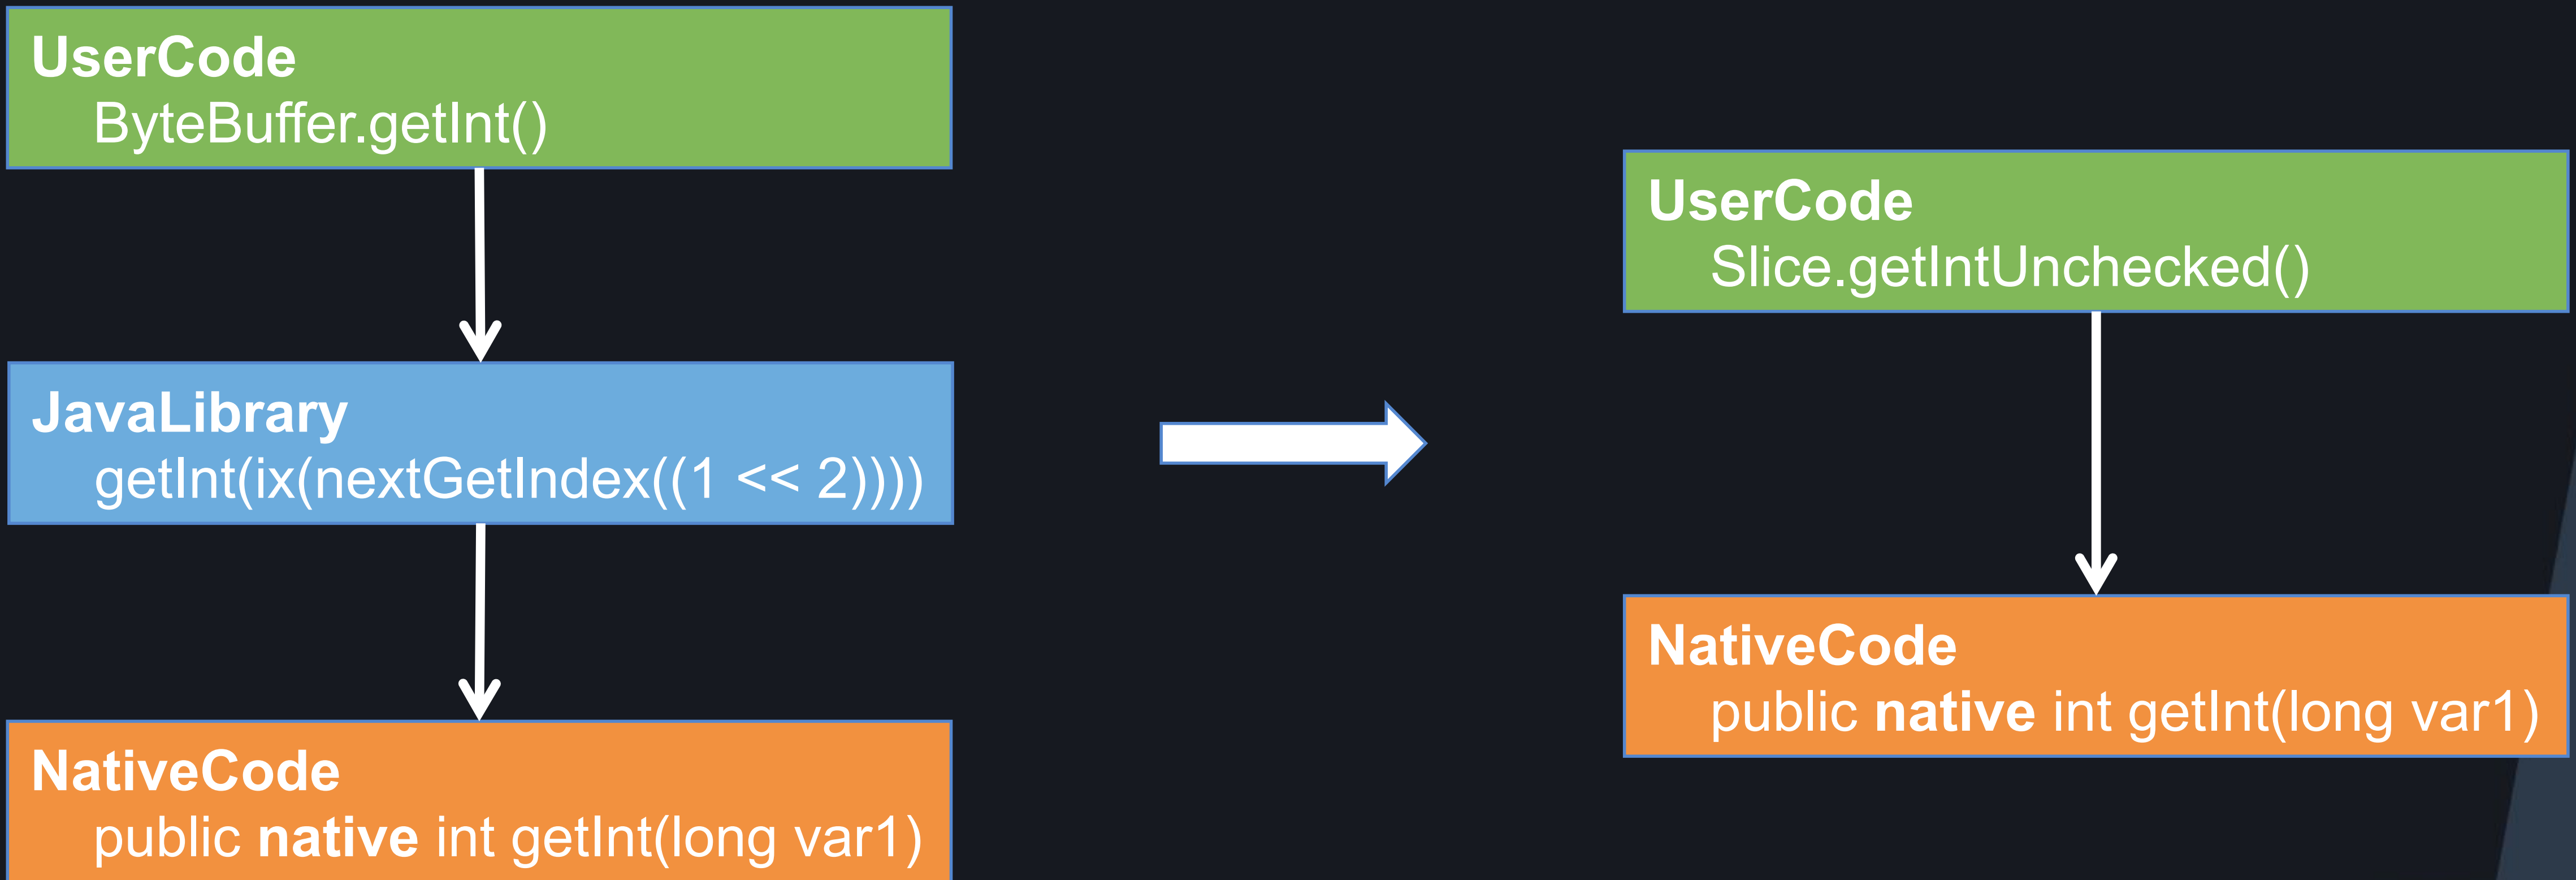 UserCode
ByteBuffer.getInt()
JavaLibrary
getInt(ix(nextGetIndex((1 << 2))))
NativeCode
public native int getInt(long var1)
UserCode
Slice.getIntUnchecked()
NativeCode
public native int getInt(long var1)